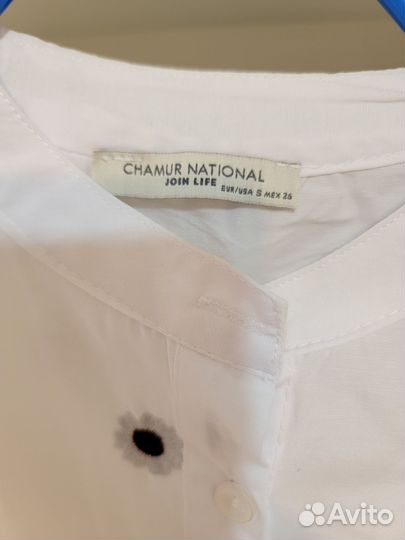 CHAMUR NATIONAL
JOIN LIFE EUR/USA S MEX 26
Avito